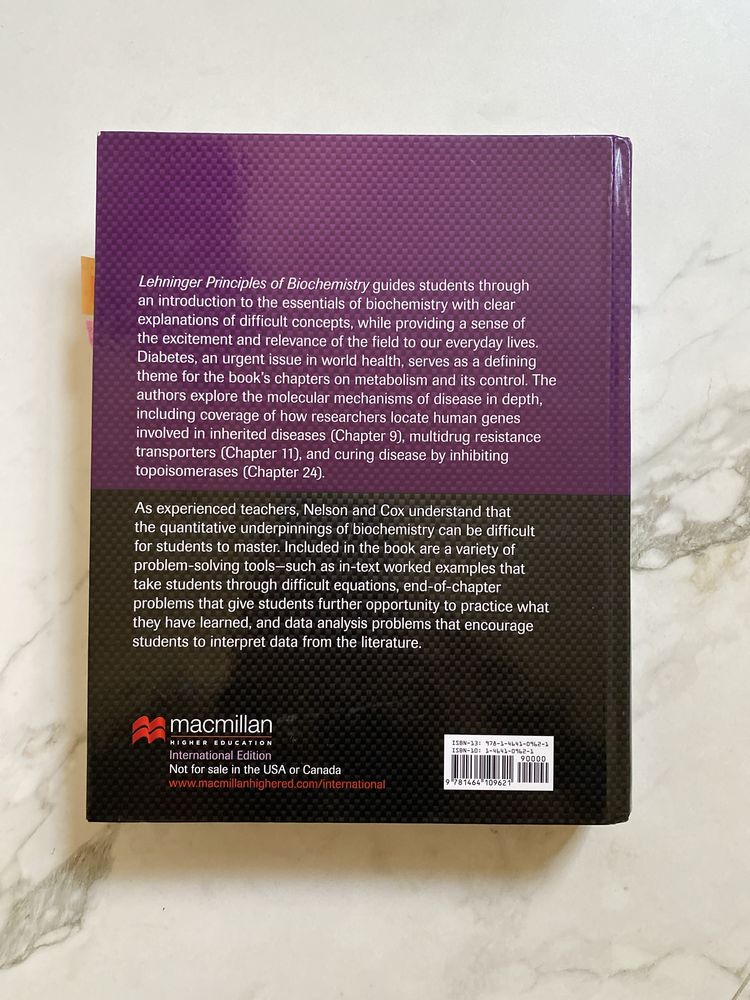 Lehninger Principles of Biochemistry guides students through
an introduction to the essentials of biochemistry with clear
explanations of difficult concepts, while providing a sense of
the excitement and relevance of the field to our everyday lives.
Diabetes, an urgent issue in world health, serves as a defining
theme for the book's chapters on metabolism and its control. The
authors explore the molecular mechanisms of disease in depth,
including coverage of how researchers locate human genes
involved in inherited diseases (Chapter 9), multidrug resistance
transporters (Chapter 11), and curing disease by inhibiting
topoisomerases (Chapter 24).
As experienced teachers, Nelson and Cox understand that
the quantitative underpinnings of biochemistry can be difficult
for students to master. Included in the book are a variety of
problem-solving tools—such as in-text worked examples that
take students through difficult equations, end-of-chapter
problems that give students further opportunity to practice what
they have learned, and data analysis problems that encourage
students to interpret data from the literature.
macmillan
HIGHER EDUCATION
International Edition
Not for sale in the USA or Canada
www.macmillanhighered.com/international
ISBN-13: 978-1-4641-0962-1
ISBN-10: 1-4641-0962-1
90000
9 781464 109621